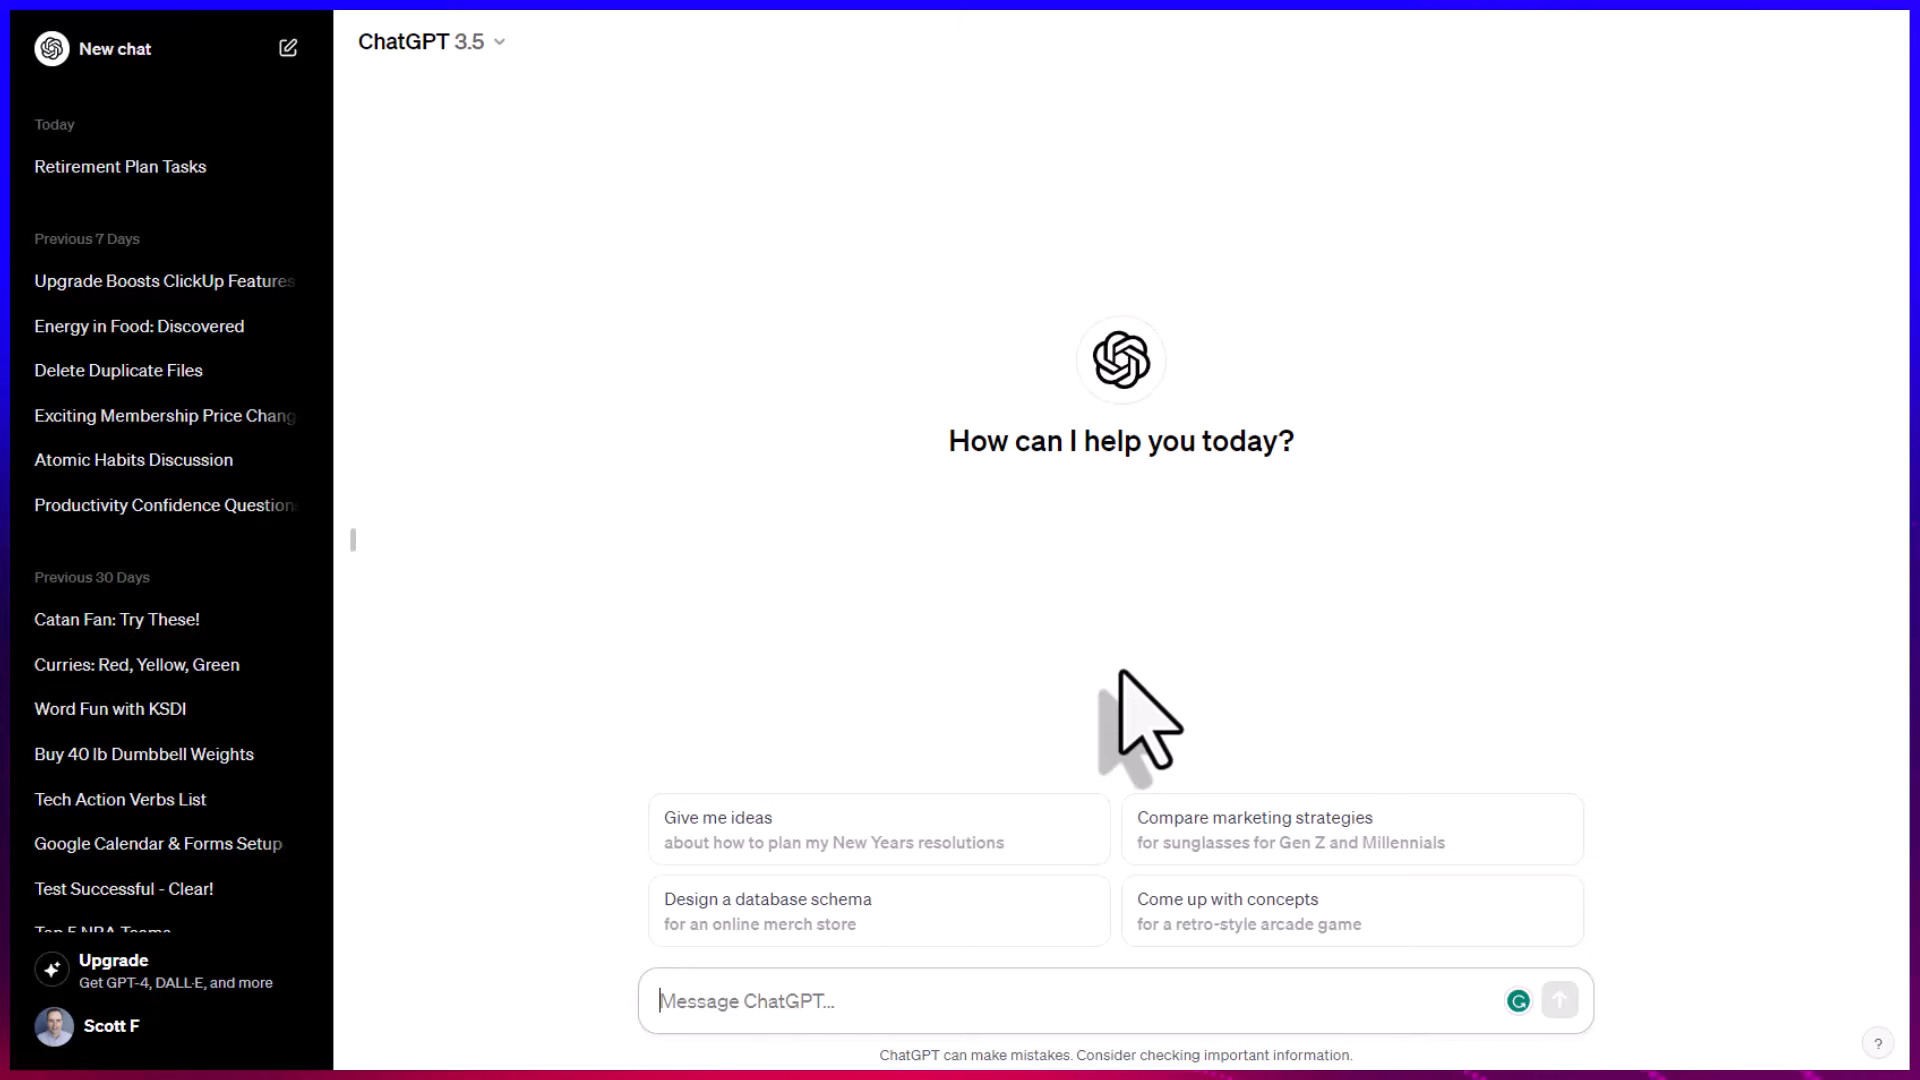 New chat
Today
Retirement Plan Tasks
Previous 7 Days
Upgrade Boosts ClickUp Features
Energy in Food: Discovered
Delete Duplicate Files
Exciting Membership Price Chang
Atomic Habits Discussion
Productivity Confidence Question
Previous 30 Days
Catan Fan: Try These!
Curries: Red, Yellow, Green
Word Fun with KSDI
Buy 40 lb Dumbbell Weights
Tech Action Verbs List
Google Calendar & Forms Setup
Test Successful - Clear!
Top 5 NBA Teams
Upgrade
Get GPT-4, DALL·E, and more
Scott F
ChatGPT 3.5
How can I help you today?
Give me ideas
about how to plan my New Years resolutions
Compare marketing strategies
for sunglasses for Gen Z and Millennials
Design a database schema
for an online merch store
Come up with concepts
for a retro-style arcade game
Message ChatGPT...
ChatGPT can make mistakes. Consider checking important information.
?